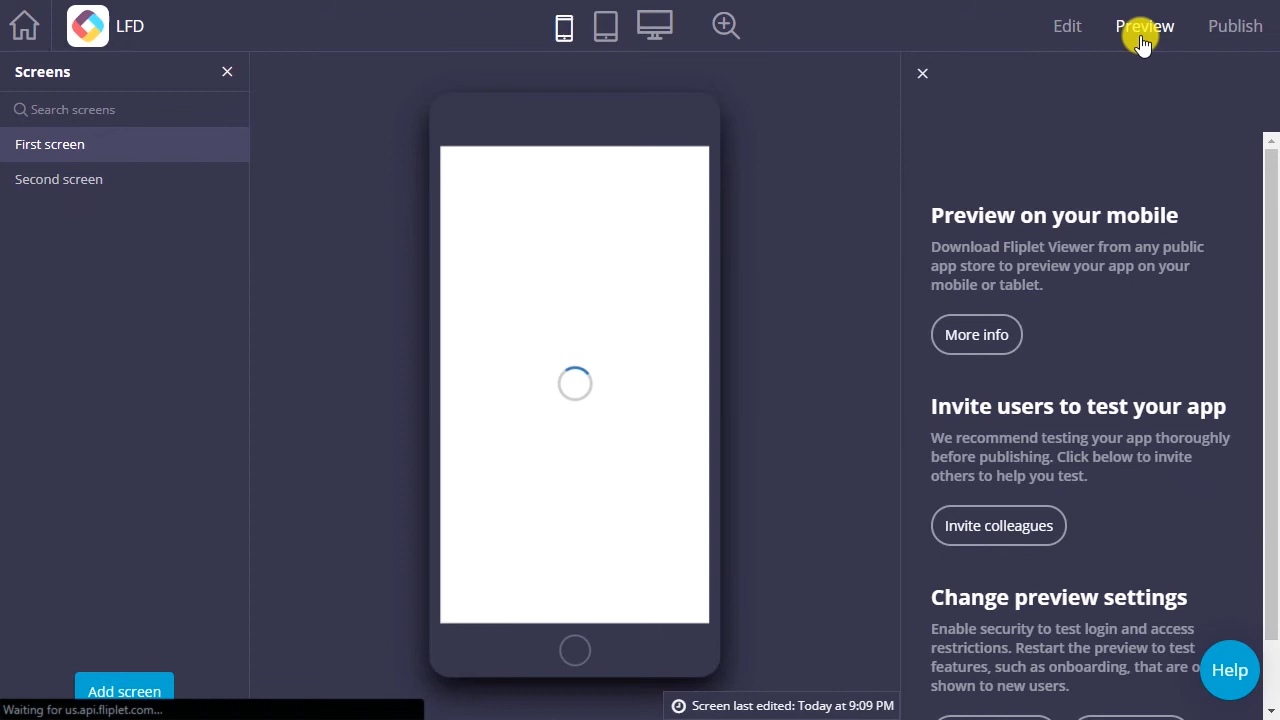 LFD
Edit
Preview
Publish
Screens
Search screens
First screen
Second screen
Add screen
Waiting for us.api.fliplet.com...
Preview on your mobile
Download Fliplet Viewer from any public
app store to preview your app on your
mobile or tablet.
More info
Invite users to test your app
We recommend testing your app thoroughly
before publishing. Click below to invite
others to help you test.
Invite colleagues
Change preview settings
Enable security to test login and access
restrictions. Restart the preview to test
features, such as onboarding, that are
shown to new users.
Help
Screen last edited: Today at 9:09 PM